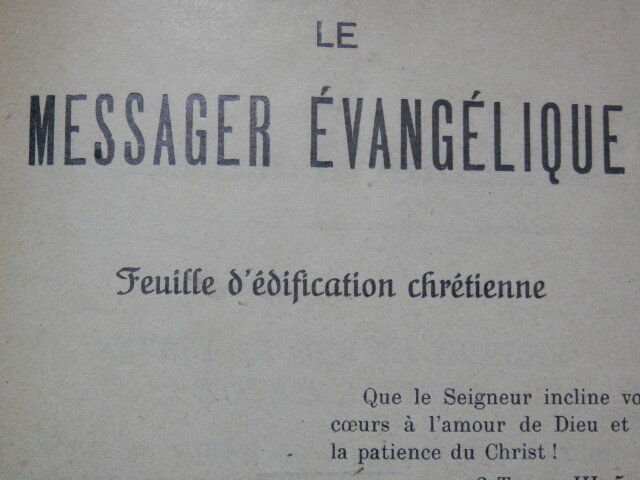 LE
MESSAGER ÉVANGÉLIQUE
Feuille d'édification chrétienne
Que le Seigneur incline vo
cœurs à l'amour de Dieu et
la patience du Christ !